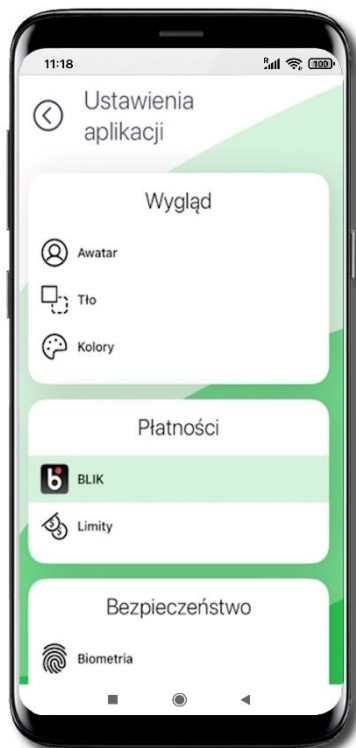 11:18
R
100
Ustawienia
aplikacji
Wygląd
Awatar
Tło
Kolory
Płatności
BLIK
Limity
Bezpieczeństwo
Biometria